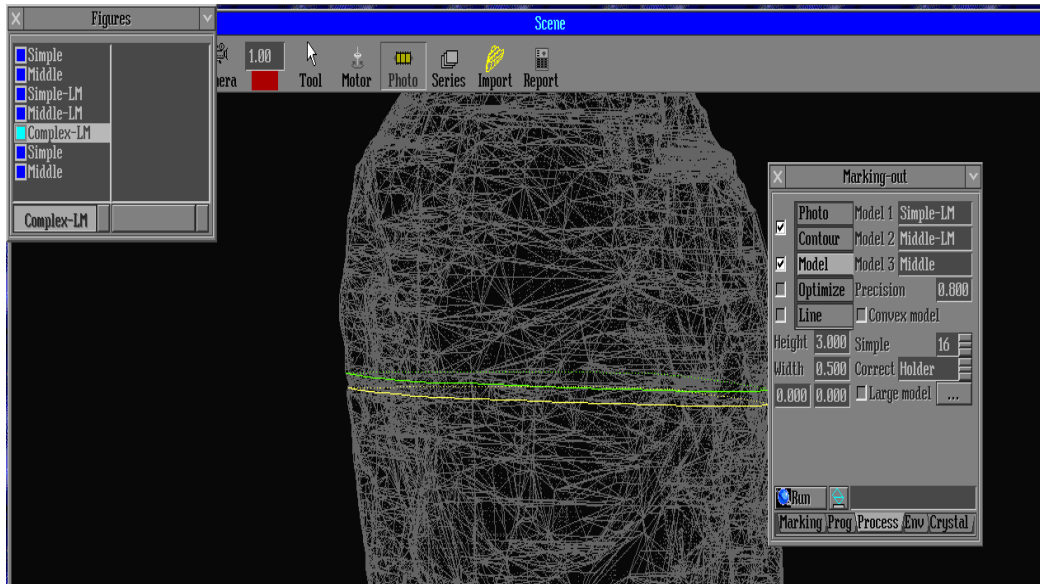 Figures
Simple
Middle
Simple-LM
Middle-LM
Complex-LM
Simple
Middle
Complex-LM
Scene
era 1.00 Tool Motor Photo Series Import Report
Marking-out
Photo Model 1 Simple-LM
Contour Model 2 Middle-LM
Model Model 3 Middle
Optimize Precision 0.800
Line Convex model
Height 3.000 Simple 16
Width 0.500 Correct Holder
0.000 0.000 Large model ...
Run
Marking Prog Process Env Crystal